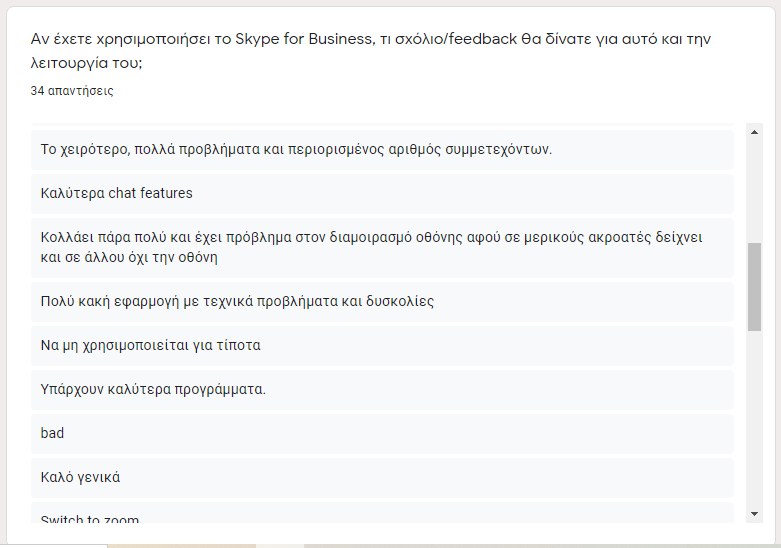 Αν έχετε χρησιμοποιήσει το Skype for Business, τι σχόλιο/feedback θα δίνατε για αυτό και την
λειτουργία του;
34 απαντήσεις
Το χειρότερο, πολλά προβλήματα και περιορισμένος αριθμός συμμετεχόντων.
Καλύτερα chat features
Κολλάει πάρα πολύ και έχει πρόβλημα στον διαμοιρασμό οθόνης αφού σε μερικούς ακροατές δείχνει
και σε άλλου όχι την οθόνη
Πολύ κακή εφαρμογή με τεχνικά προβλήματα και δυσκολίες
Να μη χρησιμοποιείται για τίποτα
Υπάρχουν καλύτερα προγράμματα.
bad
Καλό γενικά
Switch to zoom